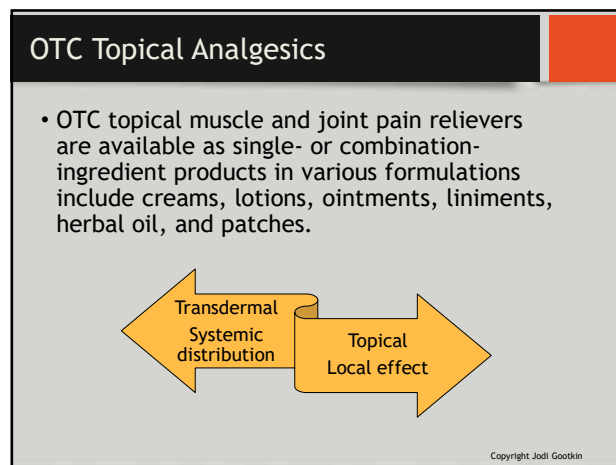 OTC Topical Analgesics
• OTC topical muscle and joint pain relievers
are available as single- or combination-
ingredient products in various formulations
include creams, lotions, ointments, liniments,
herbal oil, and patches.
Transdermal
Systemic
distribution
Topical
Local effect
Copyright Jodi Gootkin